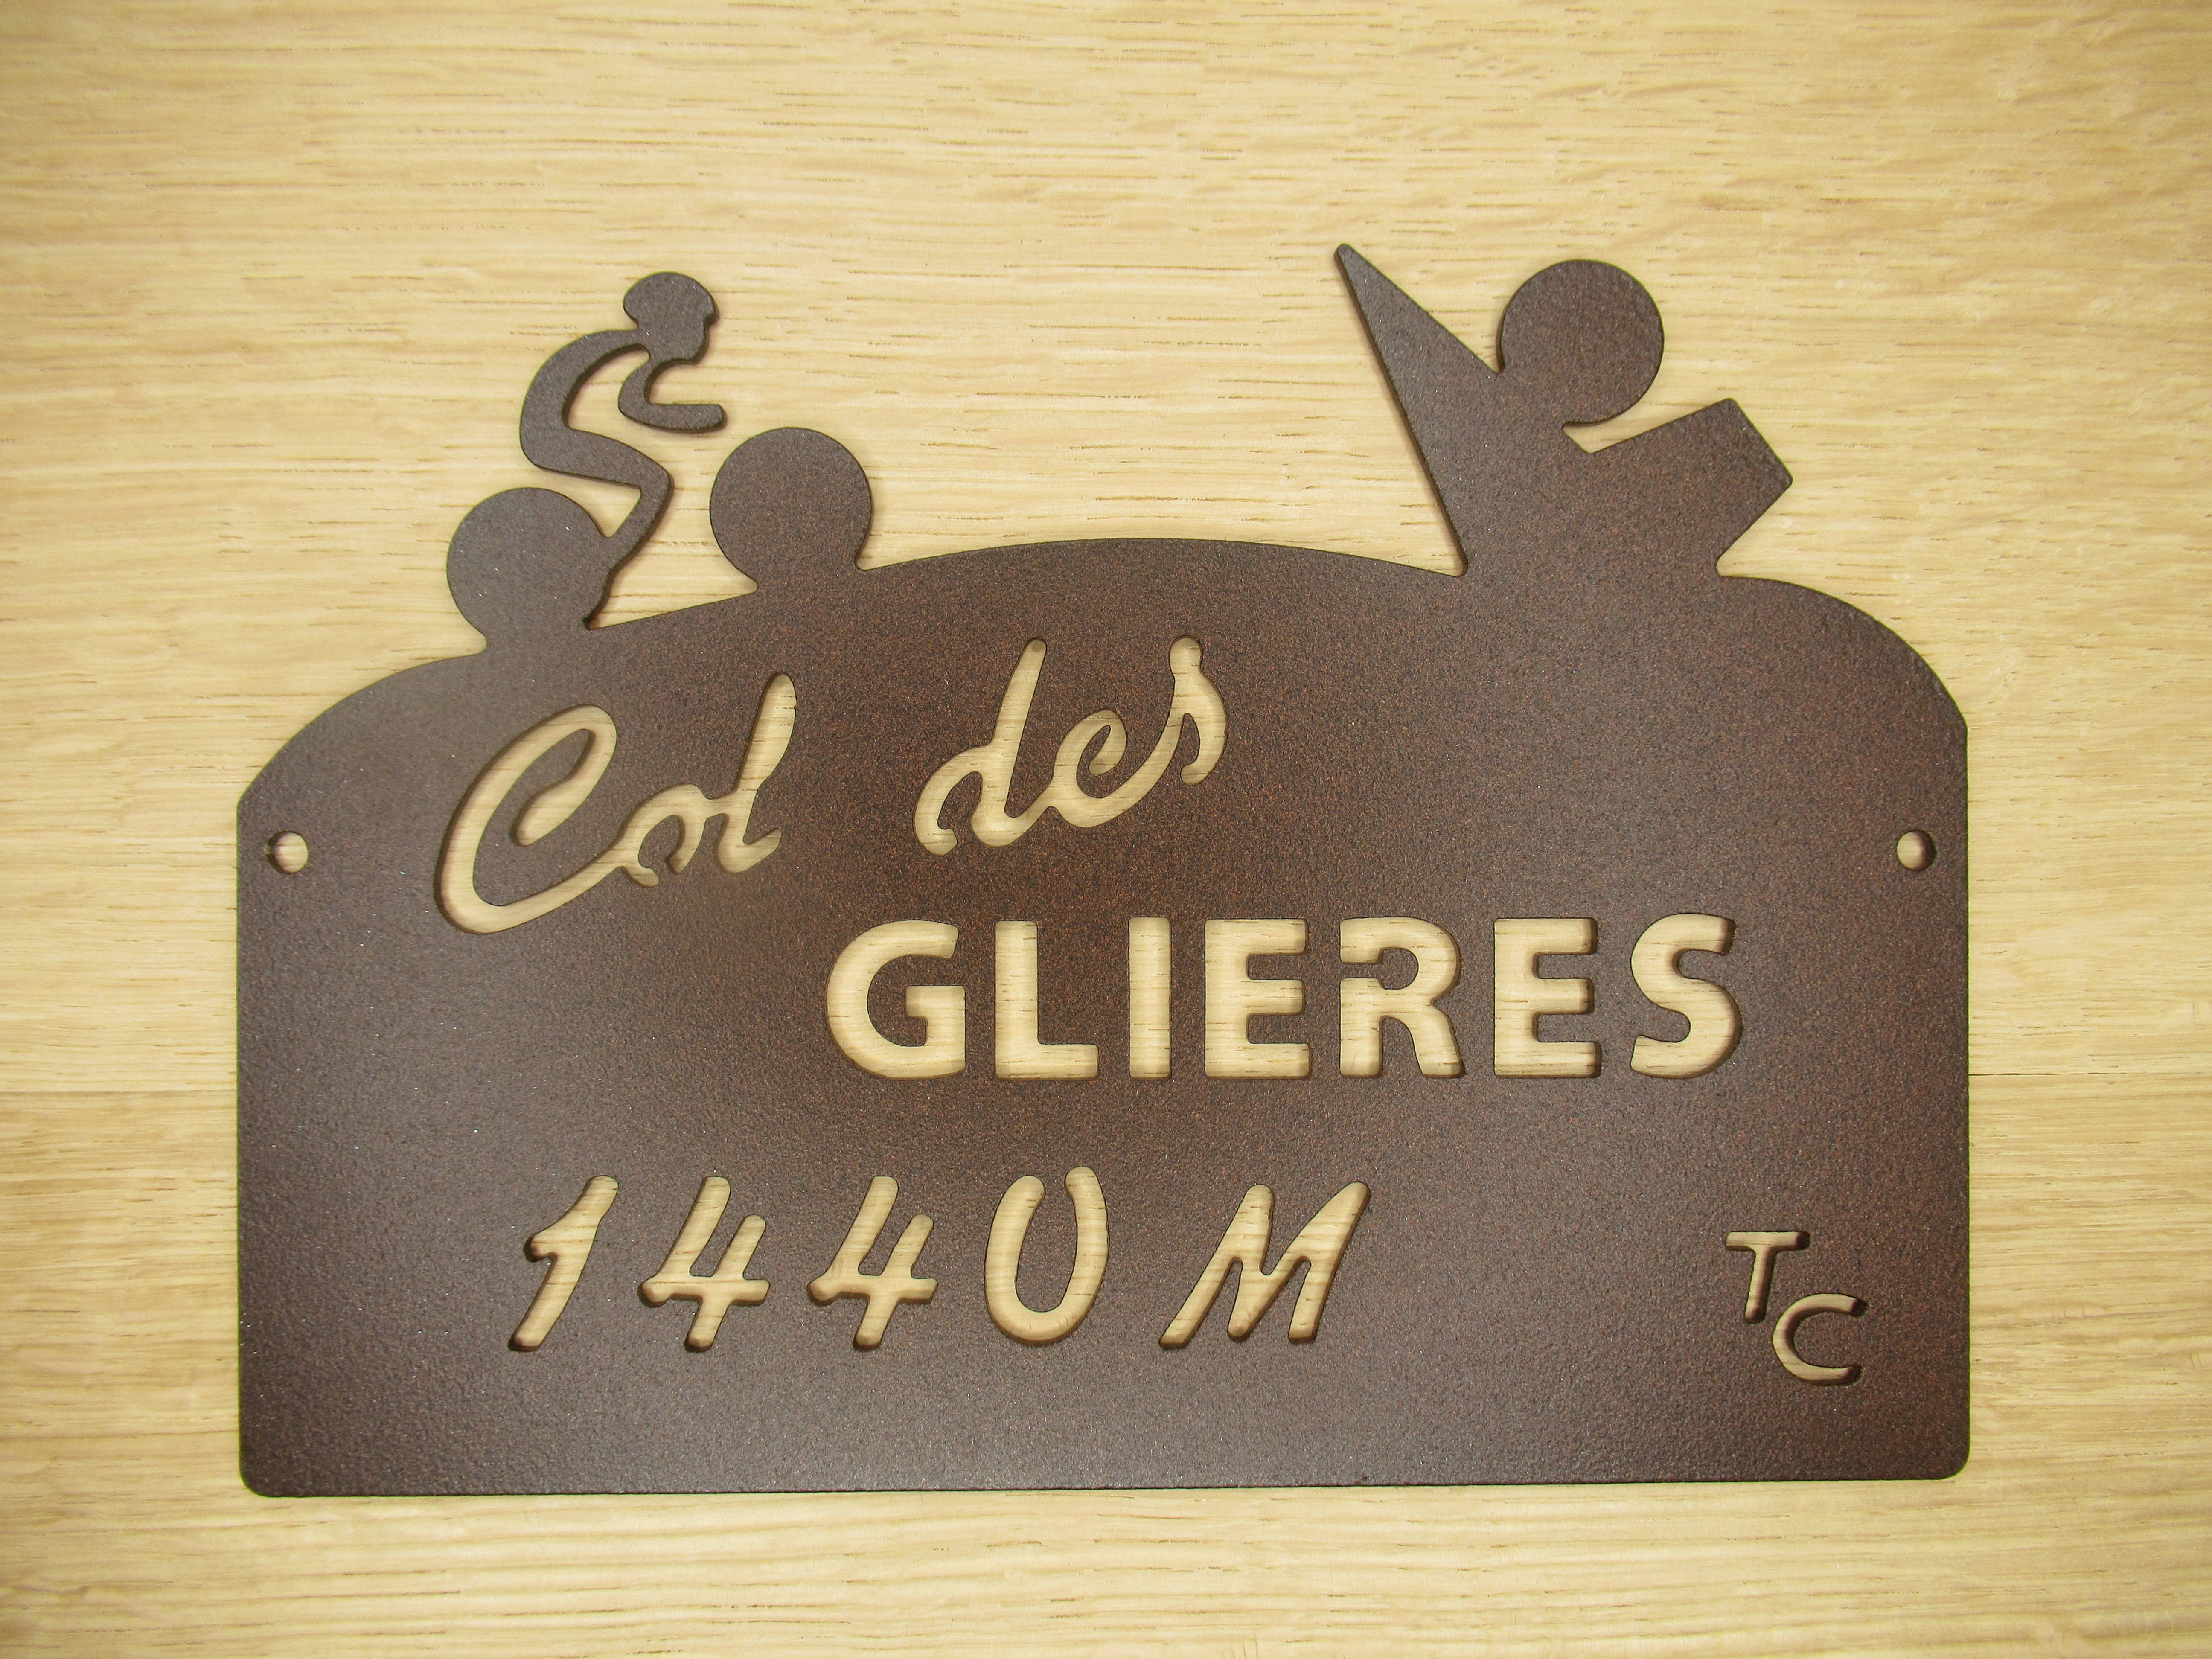 Col des
GLIERES
1440 M
TC